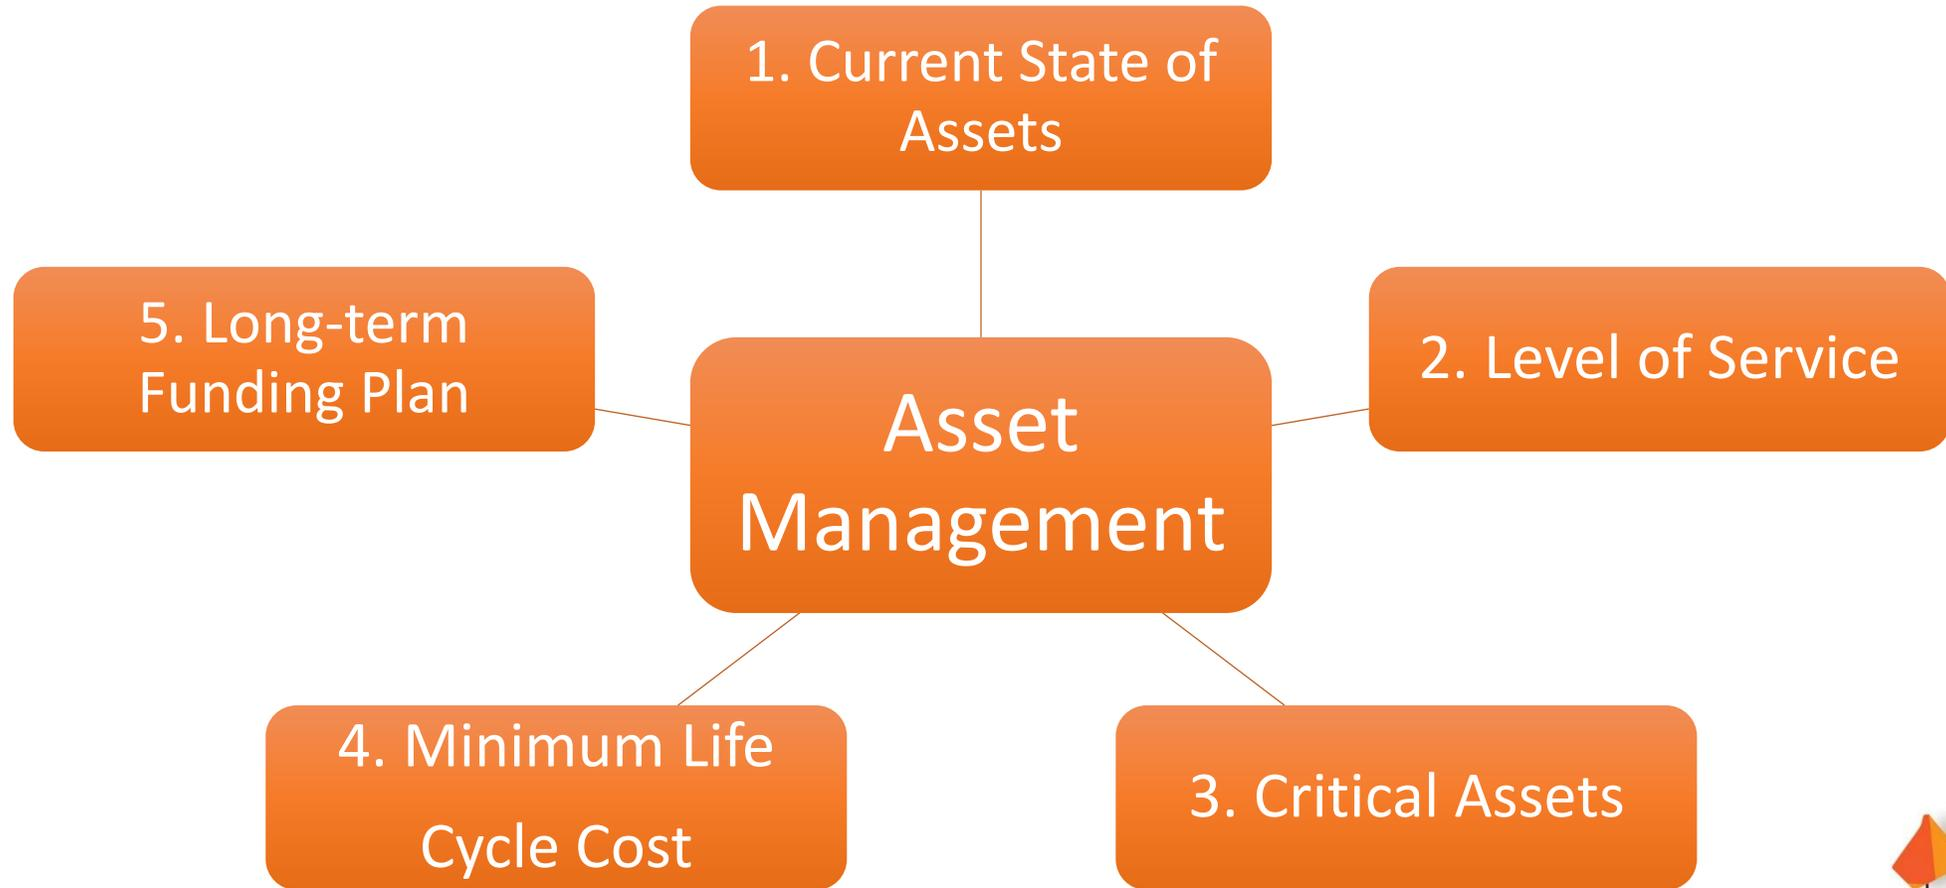 1. Current State of
Assets
5. Long-term
Funding Plan
2. Level of Service
Asset
Management
4. Minimum Life
Cycle Cost
3. Critical Assets